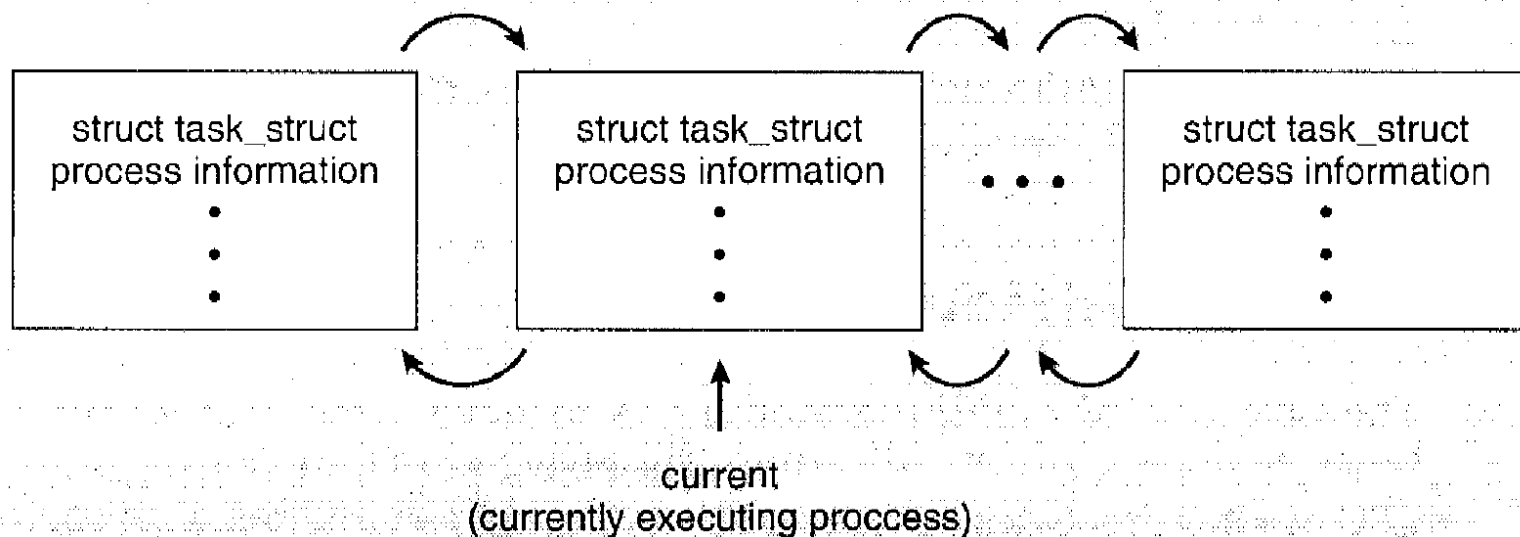 struct task_struct
process information
struct task_struct
process information
struct task_struct
process information
current
(currently executing proccess)